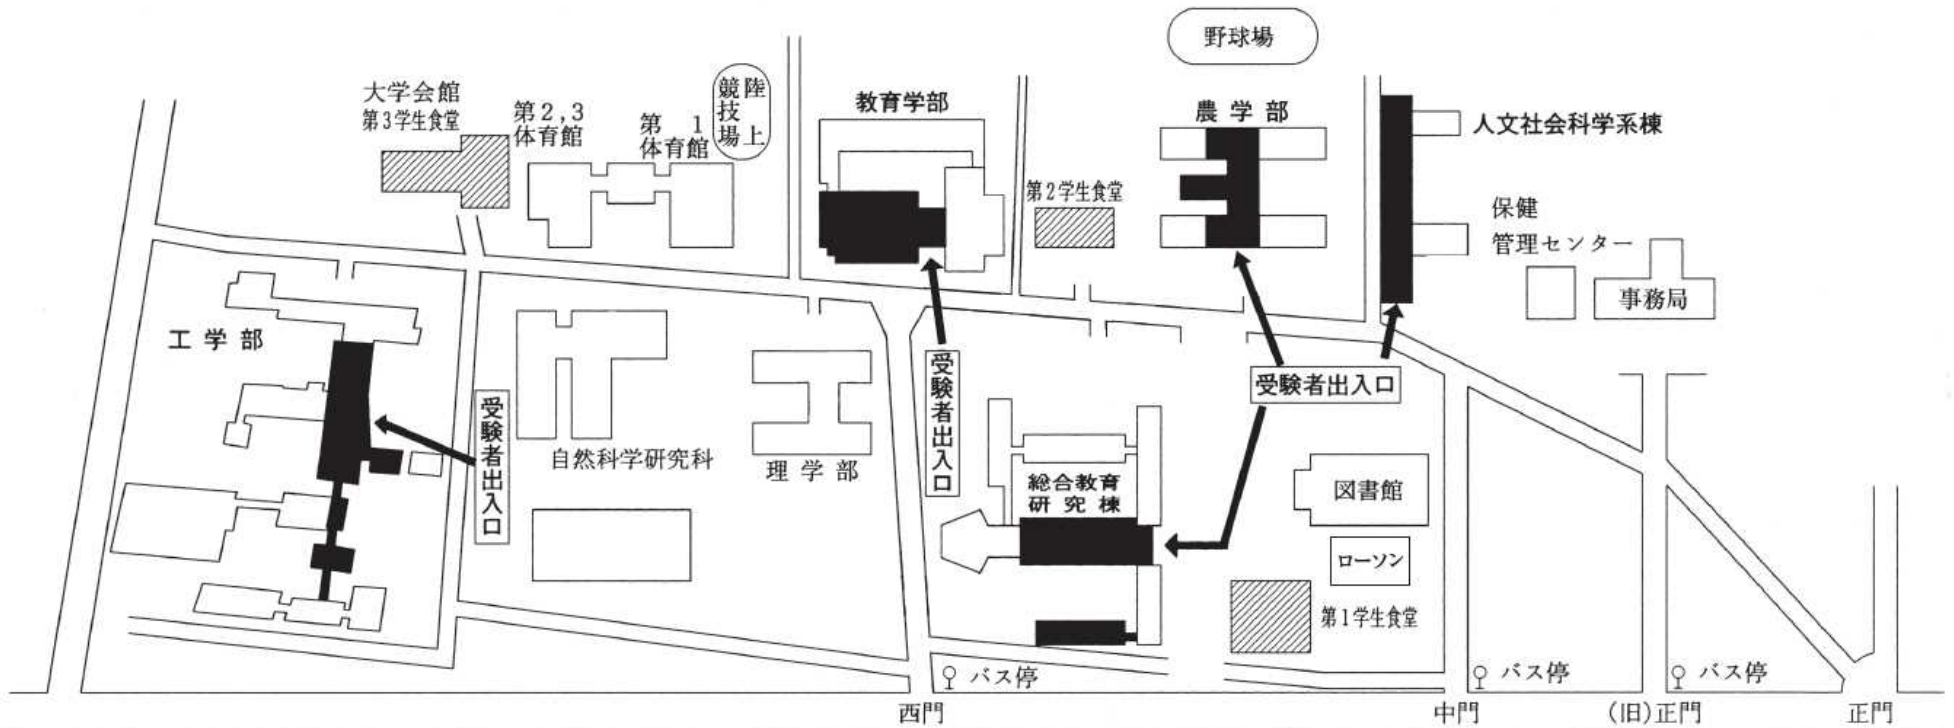 野球場
大学会館
第3学生食堂
第2,3
体育館
第1
体育館
陸上
競技場
教育学部
農学部
人文社会科学系棟
第2学生食堂
保健
管理センター
事務局
工学部
受験者出入口
自然科学研究科
理学部
受験者出入口
受験者出入口
総合教育
研究棟
図書館
ローソン
第1学生食堂
バス停
バス停
バス停
西門
中門
(旧)正門
正門